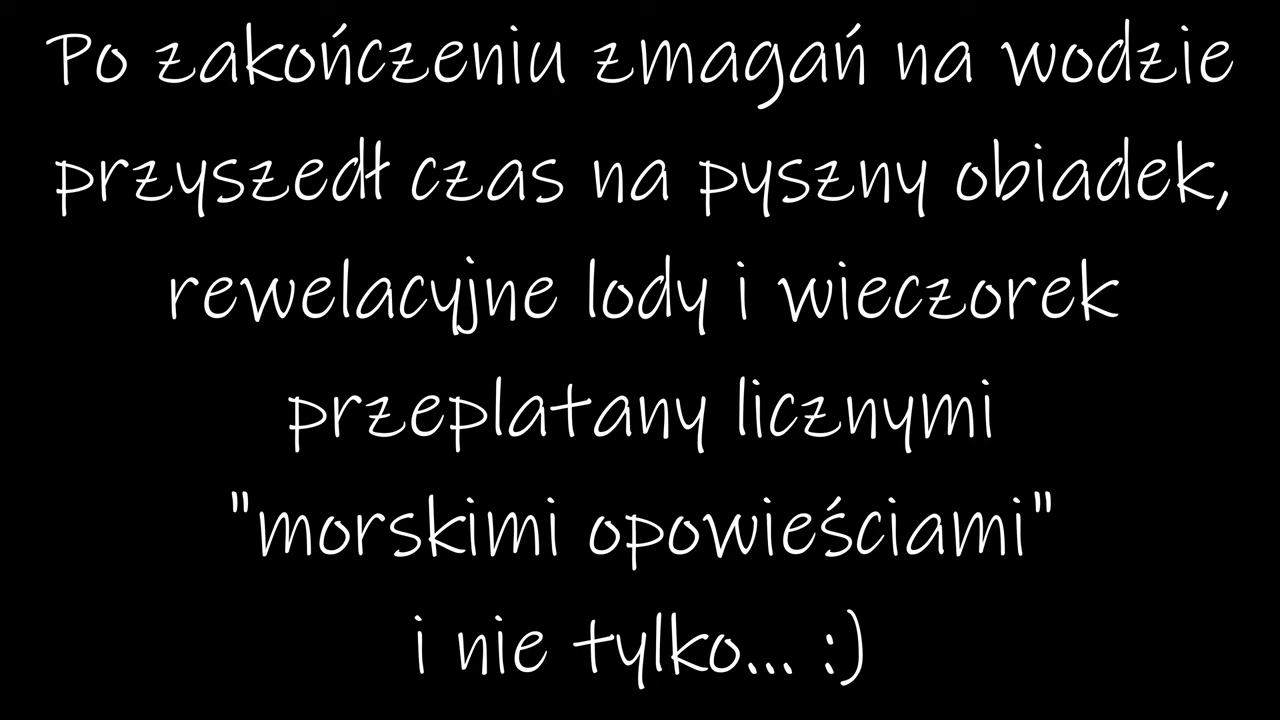 Po zakończeniu zmagań na wodzie
przyszedł czas na pyszny obiadek,
rewelacyjne lody i wieczorek
przeplatany licznymi
"morskimi opowieściami"
i nie tylko... :)